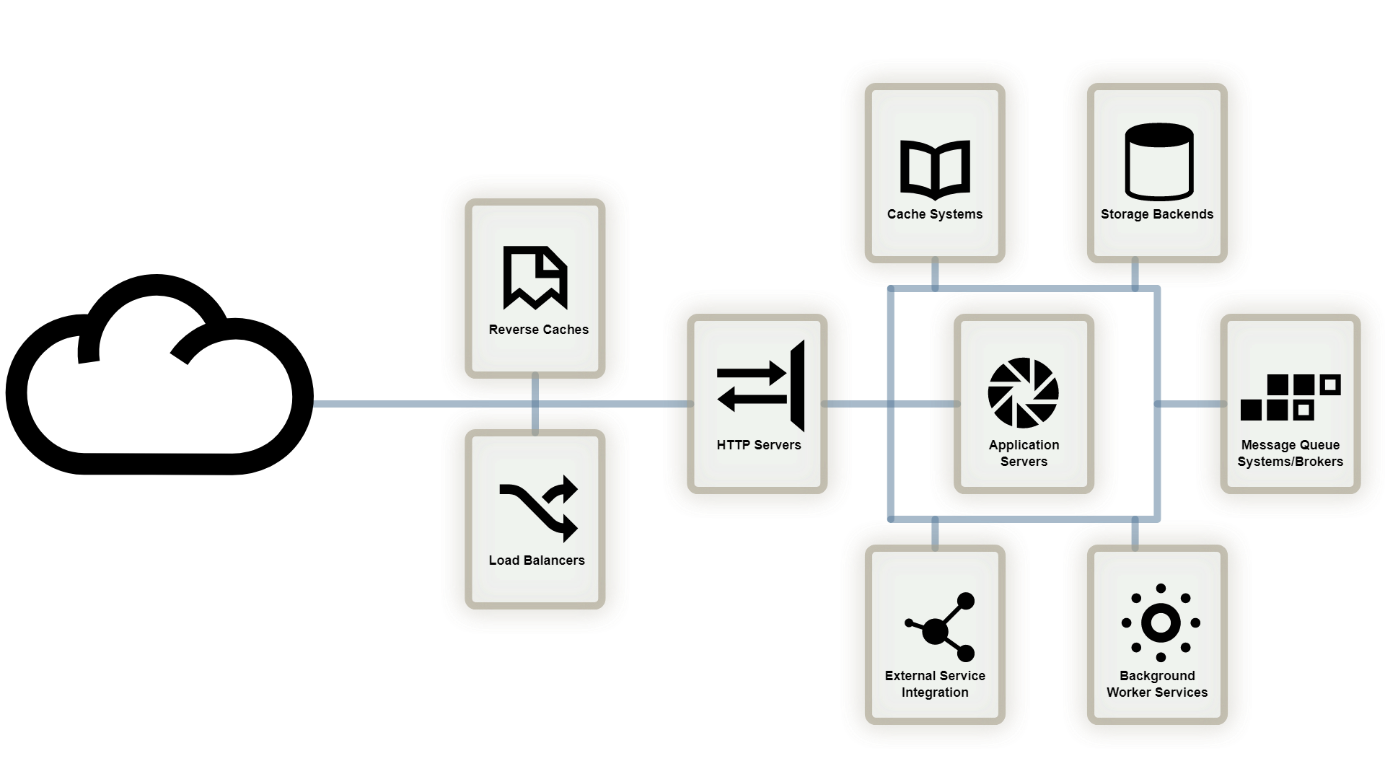 Cache Systems
Storage Backends
Reverse Caches
HTTP Servers
Application
Servers
Message Queue
Systems/Brokers
Load Balancers
External Service
Integration
Background
Worker Services